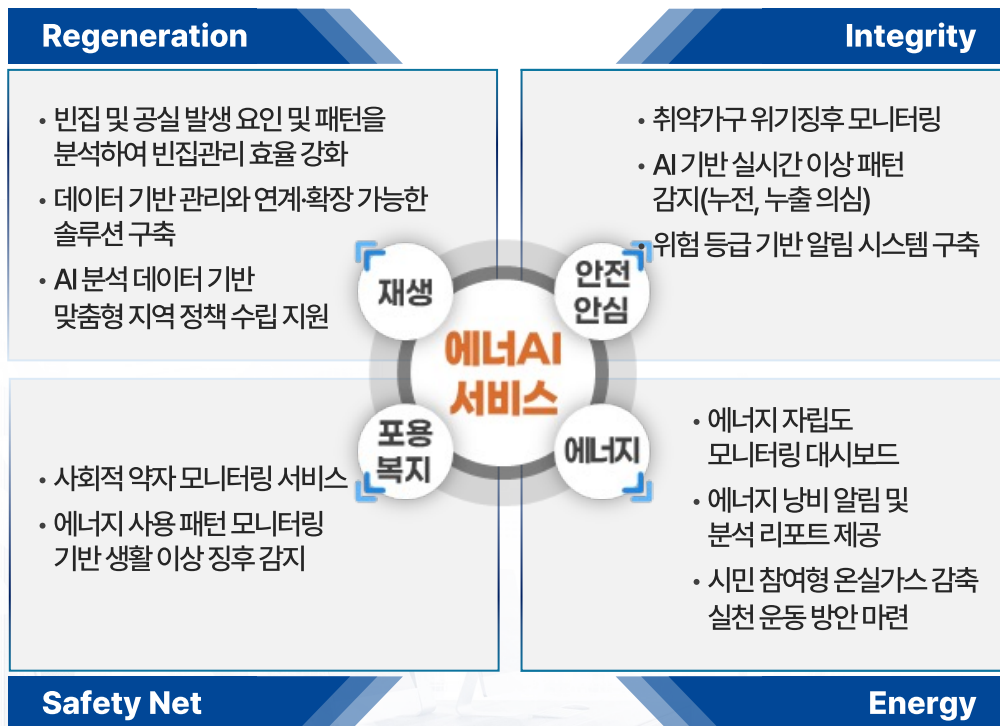 Regeneration
• 빈집 및 공실 발생 요인 및 패턴을
분석하여 빈집관리 효율 강화
• 데이터 기반 관리와 연계·확장 가능한
솔루션 구축
• AI 분석 데이터 기반
맞춤형 지역 정책 수립 지원
Integrity
• 취약가구 위기징후 모니터링
• AI 기반 실시간 이상 패턴
감지(누전, 누출 의심)
• 위험 등급 기반 알림 시스템 구축
재생
안전
안심
에너AI
서비스
포용
복지
에너지
• 사회적 약자 모니터링 서비스
• 에너지 사용 패턴 모니터링
기반 생활 이상 징후 감지
Safety Net
• 에너지 자립도
모니터링 대시보드
• 에너지 낭비 알림 및
분석 리포트 제공
• 시민 참여형 온실가스 감축
실천 운동 방안 마련
Energy